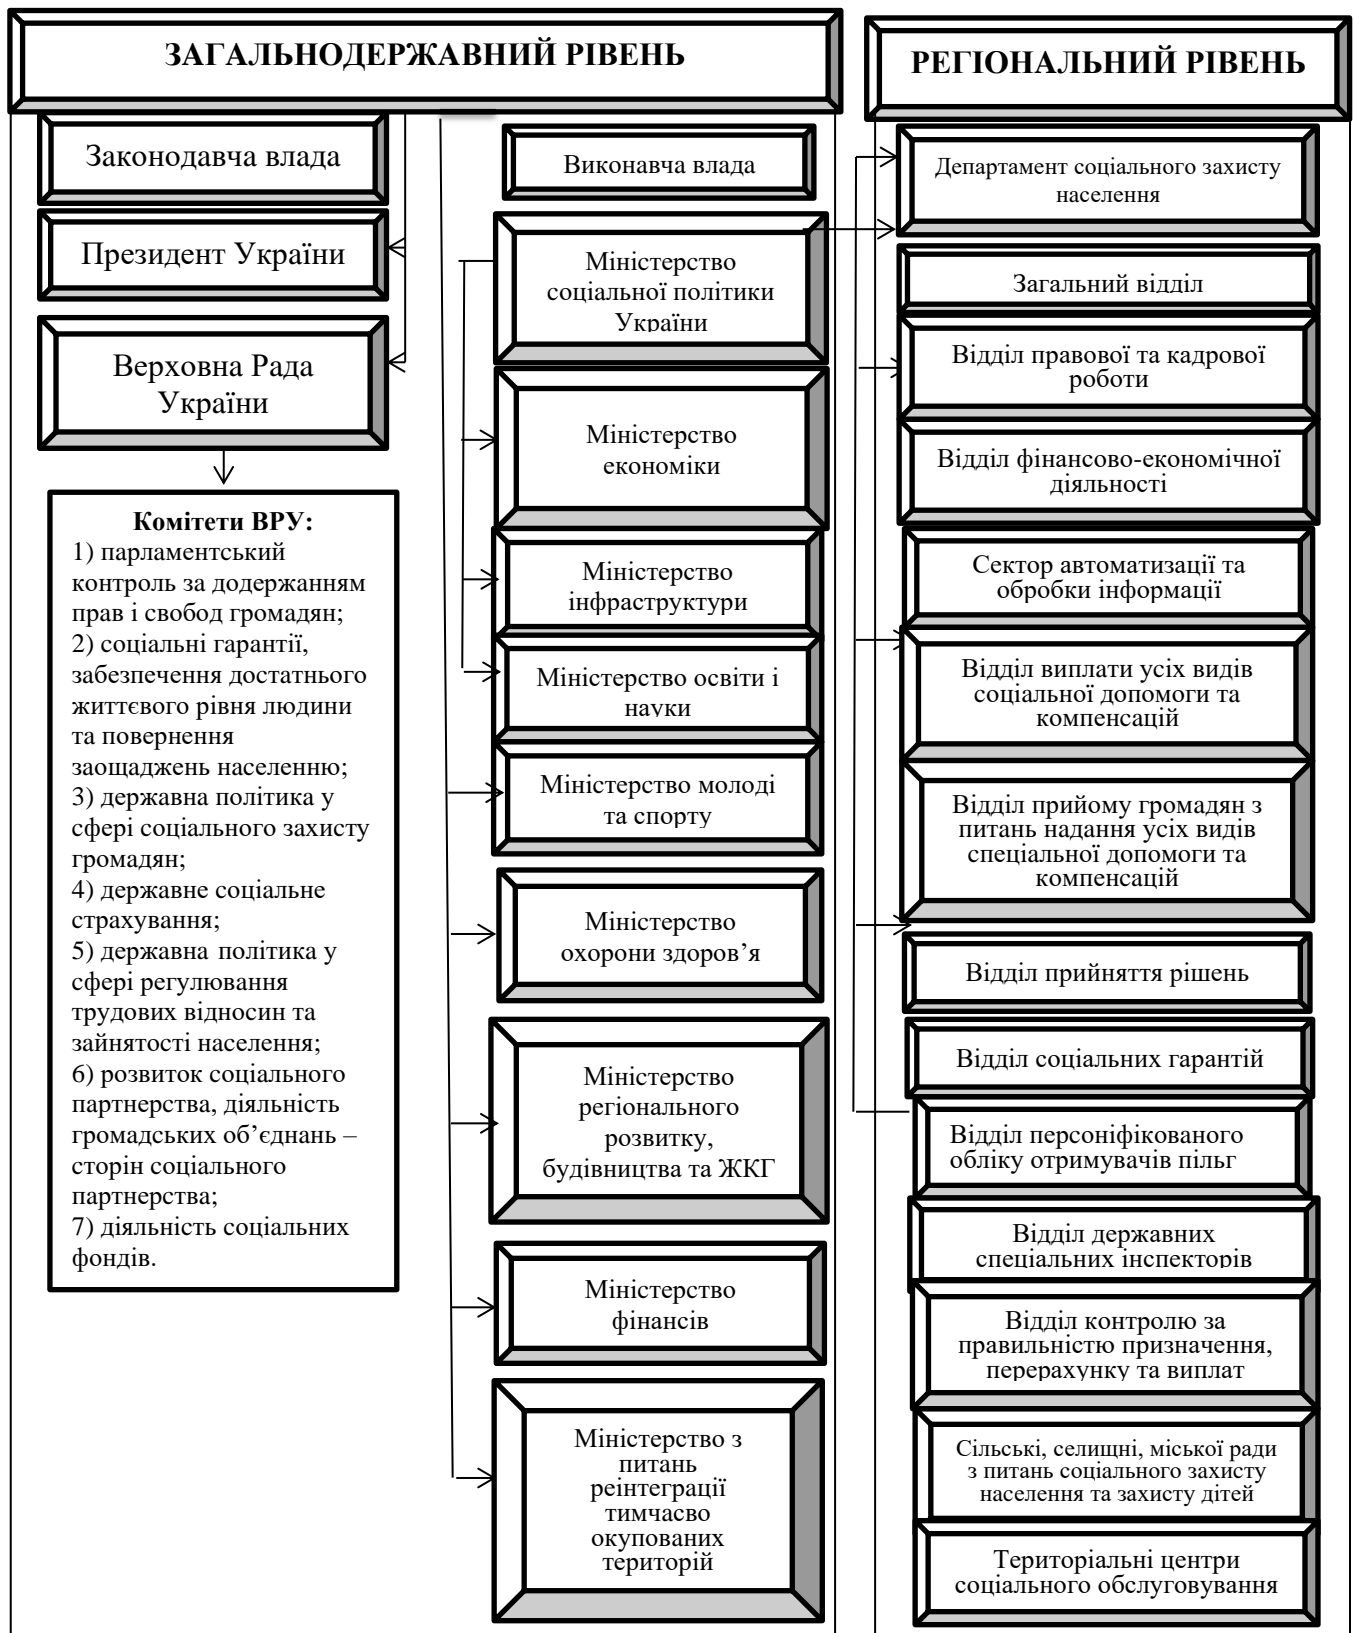 ЗАГАЛЬНОДЕРЖАВНИЙ РІВЕНЬ
Законодавча влада
Президент України
Верховна Рада
України
Комітети ВРУ:
1) парламентський
контроль за додержанням
прав і свобод громадян;
2) соціальні гарантії,
забезпечення достатнього
життєвого рівня людини
та повернення
заощаджень населенню;
3) державна політика у
сфері соціального захисту
громадян;
4) державне соціальне
страхування;
5) державна політика у
сфері регулювання
трудових відносин та
зайнятості населення;
6) розвиток соціального
партнерства, діяльність
громадських об’єднань –
сторін соціального
партнерства;
7) діяльність соціальних
фондів.
Виконавча влада
Міністерство
соціальної політики
України
Міністерство
економіки
Міністерство
інфраструктури
Міністерство освіти і
науки
Міністерство молоді
та спорту
Міністерство
охорони здоров’я
Міністерство
регіонального
розвитку,
будівництва та ЖКГ
Міністерство
фінансів
Міністерство з
питань
реінтеграції
тимчаєво
окупованих
територій
РЕГІОНАЛЬНИЙ РІВЕНЬ
Департамент соціального захисту
населення
Загальний відділ
Відділ правової та кадрової
роботи
Відділ фінансово-економічної
діяльності
Сектор автоматизації та
обробки інформації
Відділ виплати усіх видів
соціальної допомоги та
компенсацій
Відділ прийому громадян з
питань надання усіх видів
спеціальної допомоги та
компенсацій
Відділ прийняття рішень
Відділ соціальних гарантій
Відділ персоніфікованого
обліку отримувачів пільг
Відділ державних
спеціальних інспекторів
Відділ контролю за
правильністю призначення,
перерахунку та виплат
Сільські, селищні, міської ради
з питань соціального захисту
населення та захисту дітей
Територіальні центри
соціального обслуговування